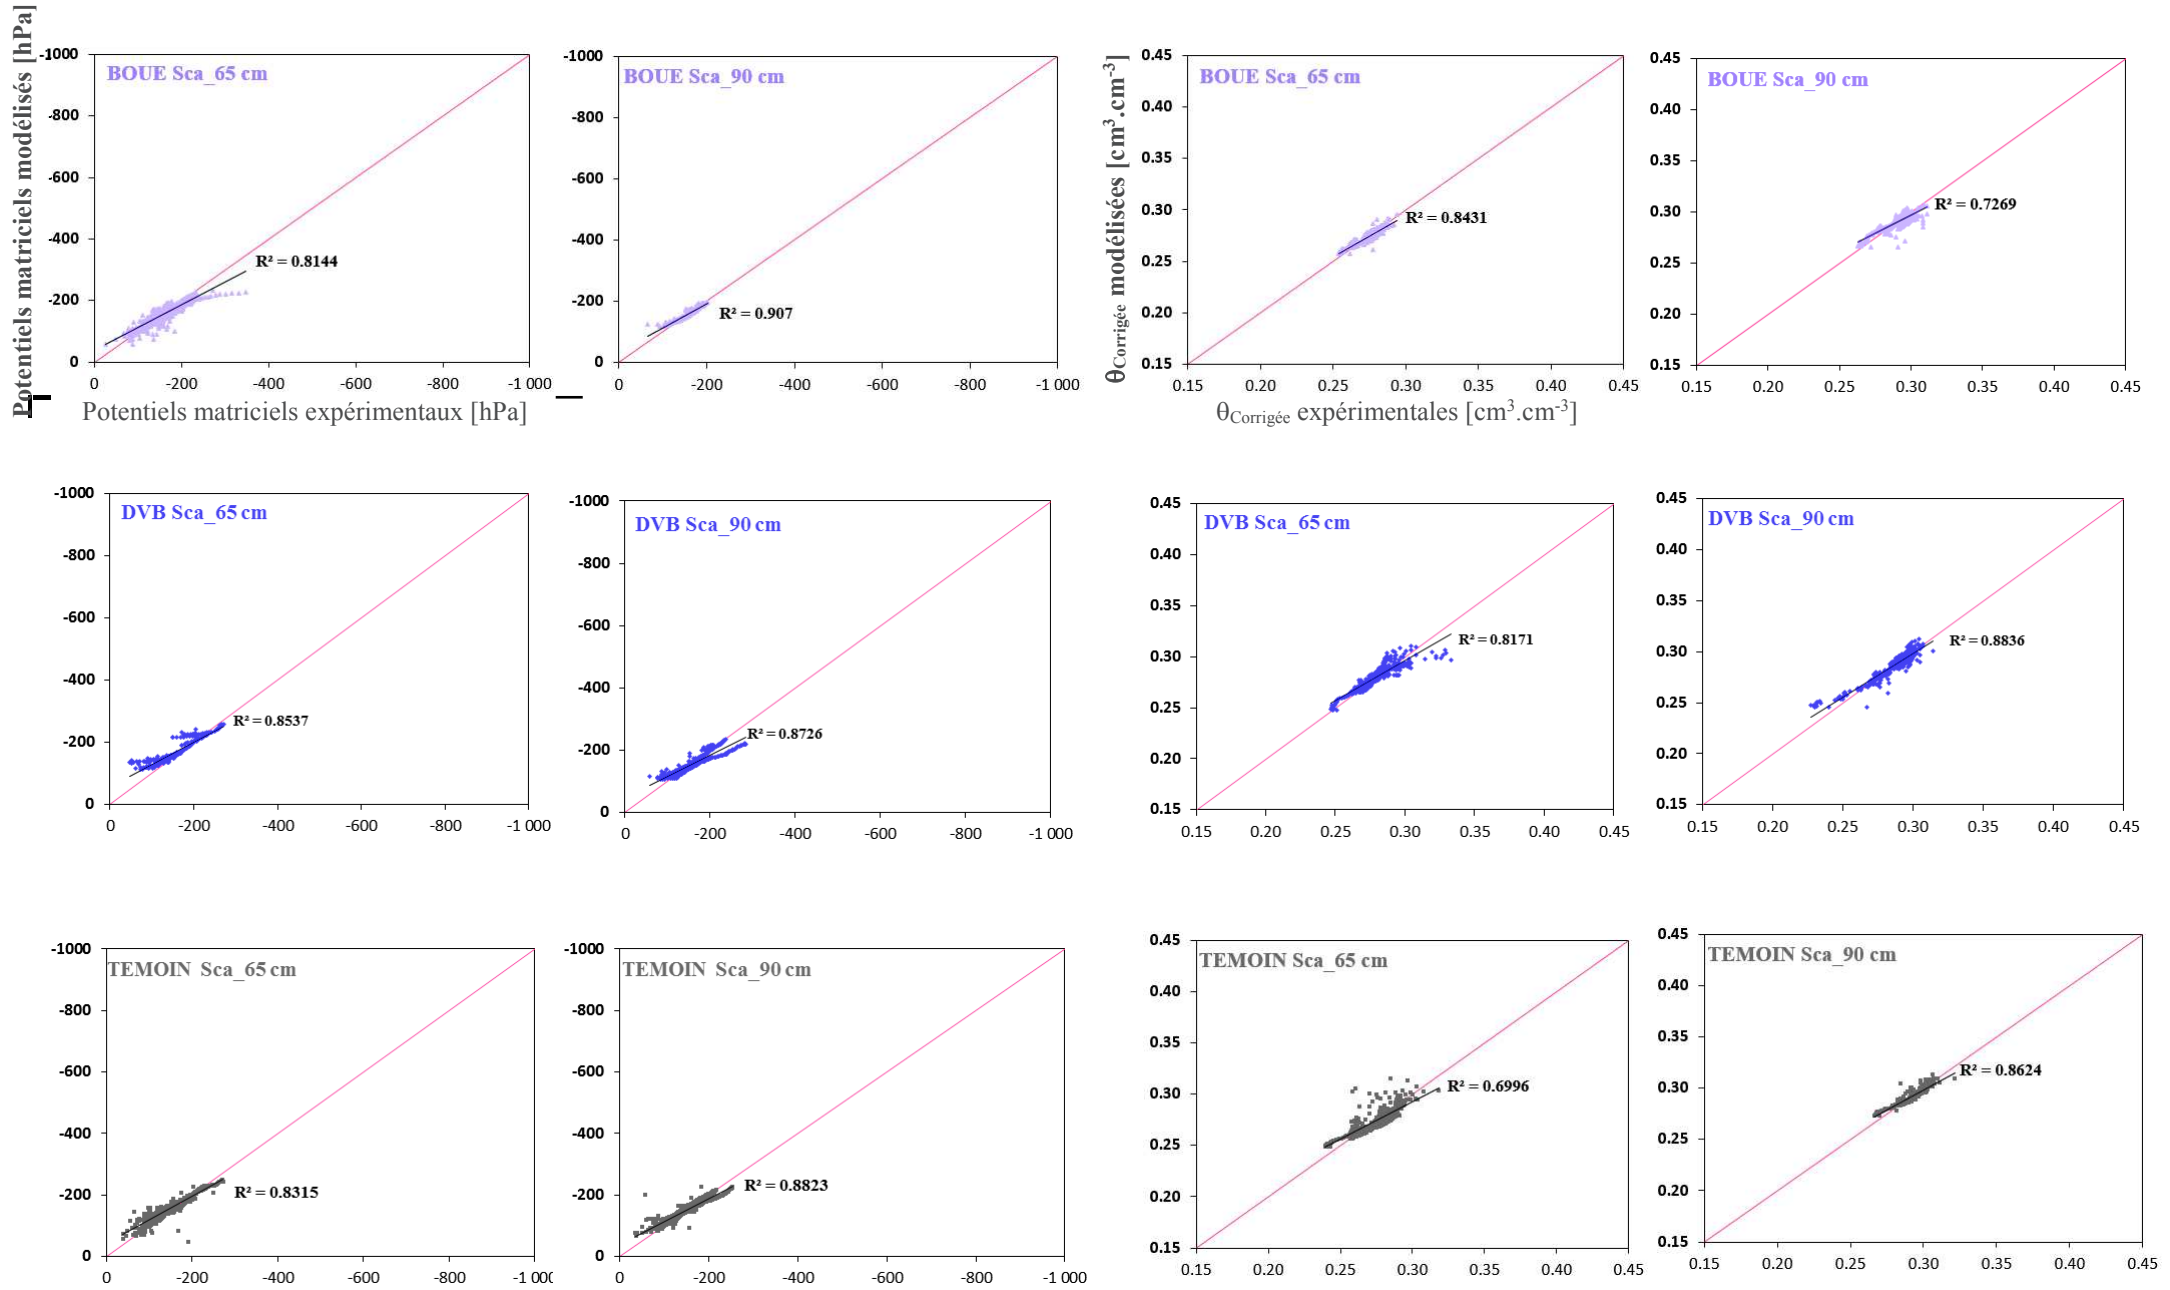 Potentiels matriciels modélisés [hPa]
BOUE Sca_65 cm
-1000
-800
-600
-400
-200
0
R² = 0.8144
0 -200 -400 -600 -800 -1 000
Potentiels matriciels expérimentaux [hPa]
BOUE Sca_90 cm
-1000
-800
-600
-400
-200
0
R² = 0.907
0 -200 -400 -600 -800 -1 000
θCorrigée modélisées [cm³.cm⁻³]
BOUE Sca_65 cm
0.45
0.40
0.35
0.30
0.25
0.20
0.15
R² = 0.8431
0.15 0.20 0.25 0.30 0.35 0.40 0.45
θCorrigée expérimentales [cm³.cm⁻³]
BOUE Sca_90 cm
0.45
0.40
0.35
0.30
0.25
0.20
0.15
R² = 0.7269
0.15 0.20 0.25 0.30 0.35 0.40 0.45
DVB Sca_65 cm
-1000
-800
-600
-400
-200
0
R² = 0.8537
0 -200 -400 -600 -800 -1 000
DVB Sca_90 cm
-1000
-800
-600
-400
-200
0
R² = 0.8726
0 -200 -400 -600 -800 -1 000
DVB Sca_65 cm
0.45
0.40
0.35
0.30
0.25
0.20
0.15
R² = 0.8171
0.15 0.20 0.25 0.30 0.35 0.40 0.45
DVB Sca_90 cm
0.45
0.40
0.35
0.30
0.25
0.20
0.15
R² = 0.8836
0.15 0.20 0.25 0.30 0.35 0.40 0.45
TEMOIN Sca_65 cm
-1000
-800
-600
-400
-200
0
R² = 0.8315
0 -200 -400 -600 -800 -1 000
TEMOIN Sca_90 cm
-1000
-800
-600
-400
-200
0
R² = 0.8823
0 -200 -400 -600 -800 -1 000
TEMOIN Sca_65 cm
0.45
0.40
0.35
0.30
0.25
0.20
0.15
R² = 0.6996
0.15 0.20 0.25 0.30 0.35 0.40 0.45
TEMOIN Sca_90 cm
0.45
0.40
0.35
0.30
0.25
0.20
0.15
R² = 0.8624
0.15 0.20 0.25 0.30 0.35 0.40 0.45